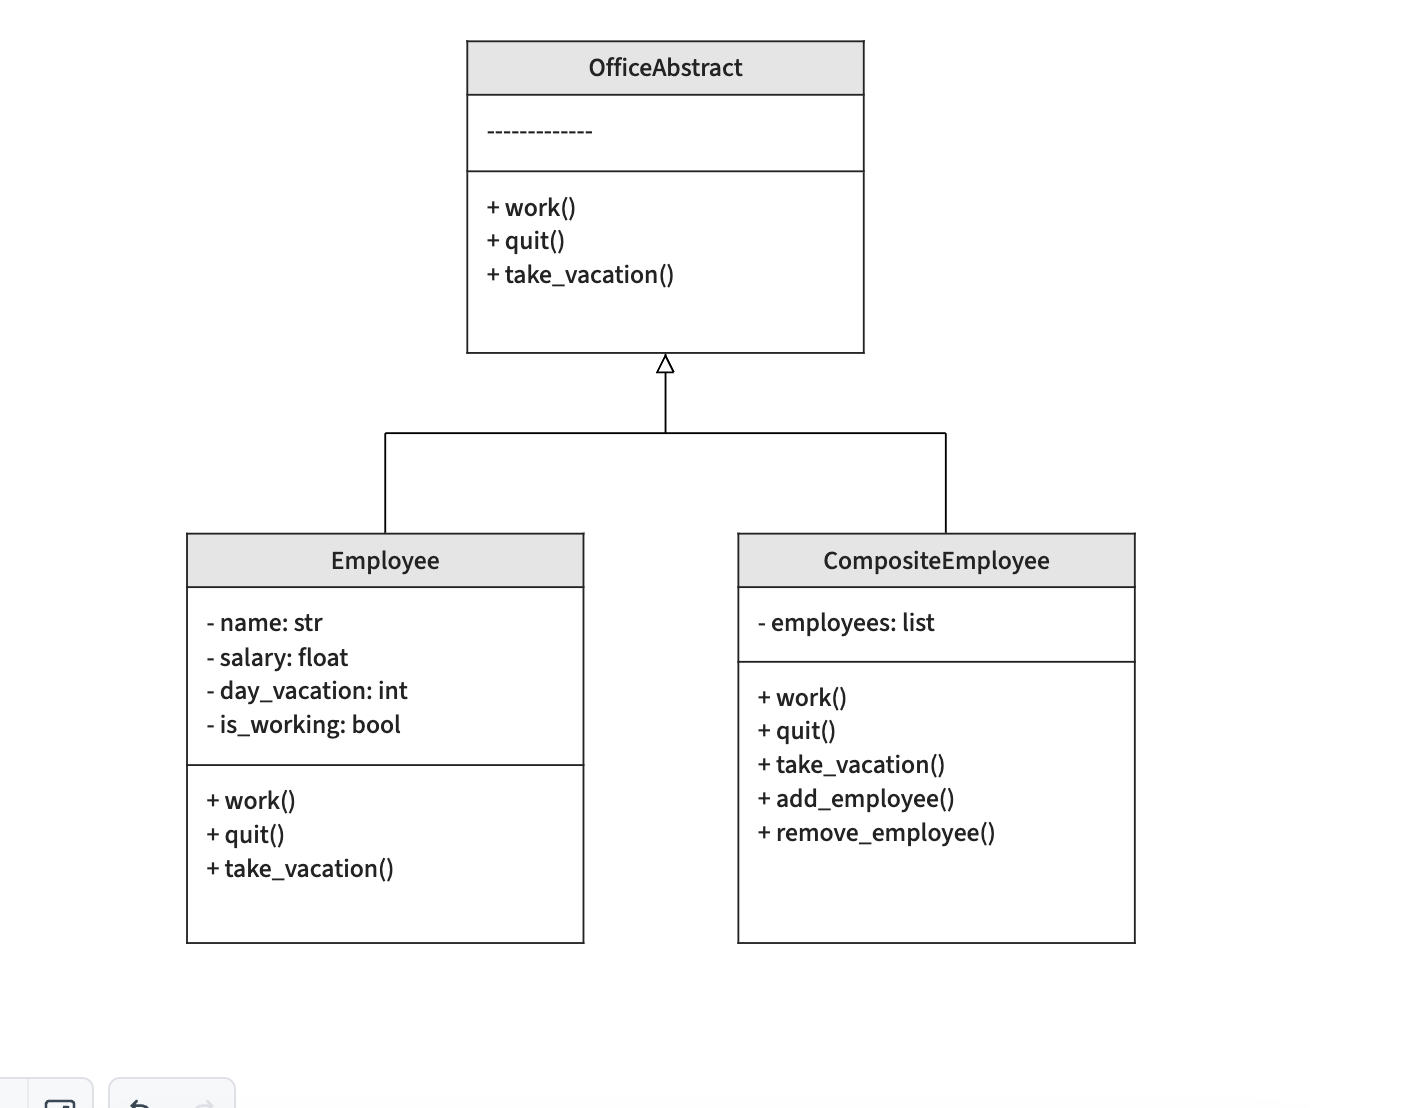 OfficeAbstract
--------------
+ work()
+ quit()
+ take_vacation()
Employee
- name: str
- salary: float
- day_vacation: int
- is_working: bool
+ work()
+ quit()
+ take_vacation()
CompositeEmployee
- employees: list
+ work()
+ quit()
+ take_vacation()
+ add_employee()
+ remove_employee()